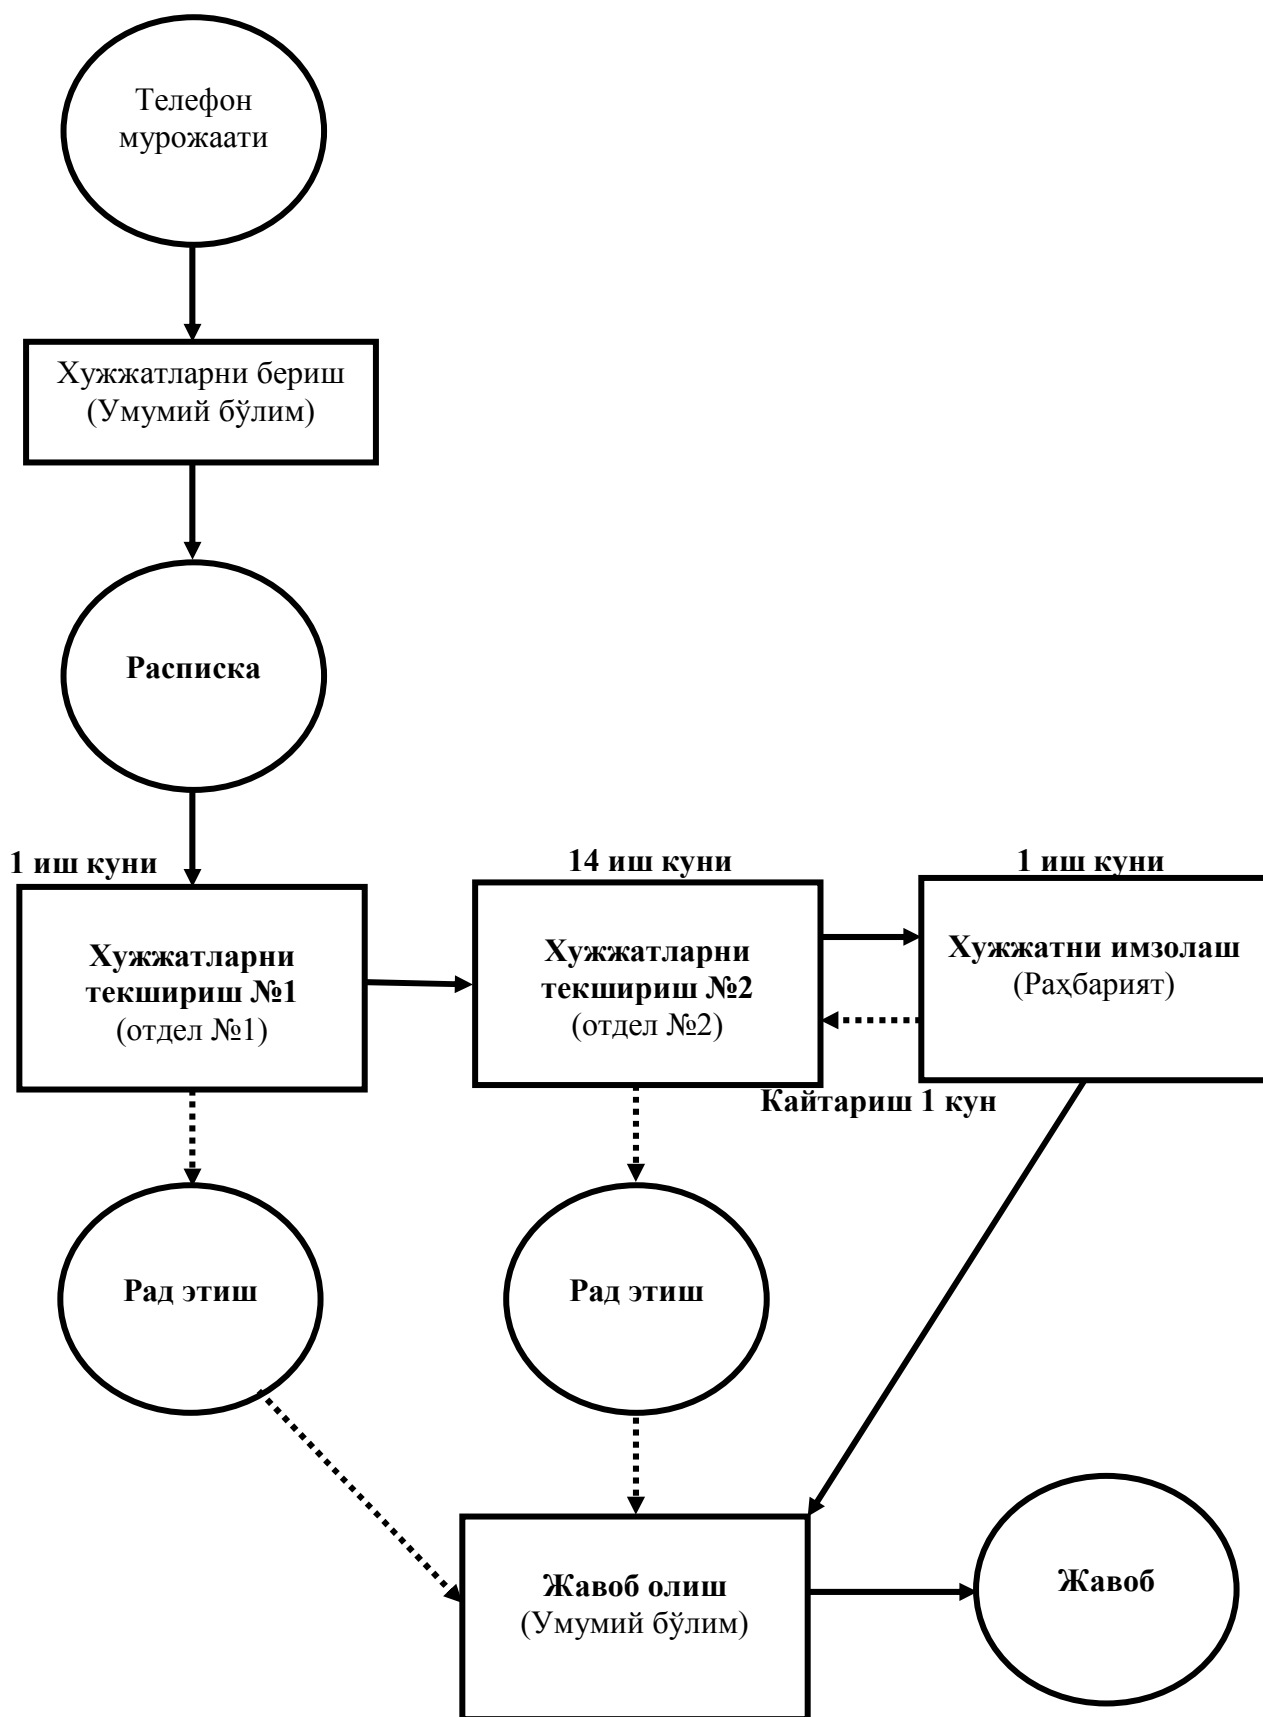 Телефон
мурожаати
Хужжатларни бериш
(Умумий бўлим)
Расписка
1 иш куни
14 иш куни
1 иш куни
Хужжатларни
текшириш №1
(отдел №1)
Хужжатларни
текшириш №2
(отдел №2)
Хужжатни имзолаш
(Раҳбарият)
Кайтариш 1 кун
Рад этиш
Рад этиш
Жавоб олиш
(Умумий бўлим)
Жавоб